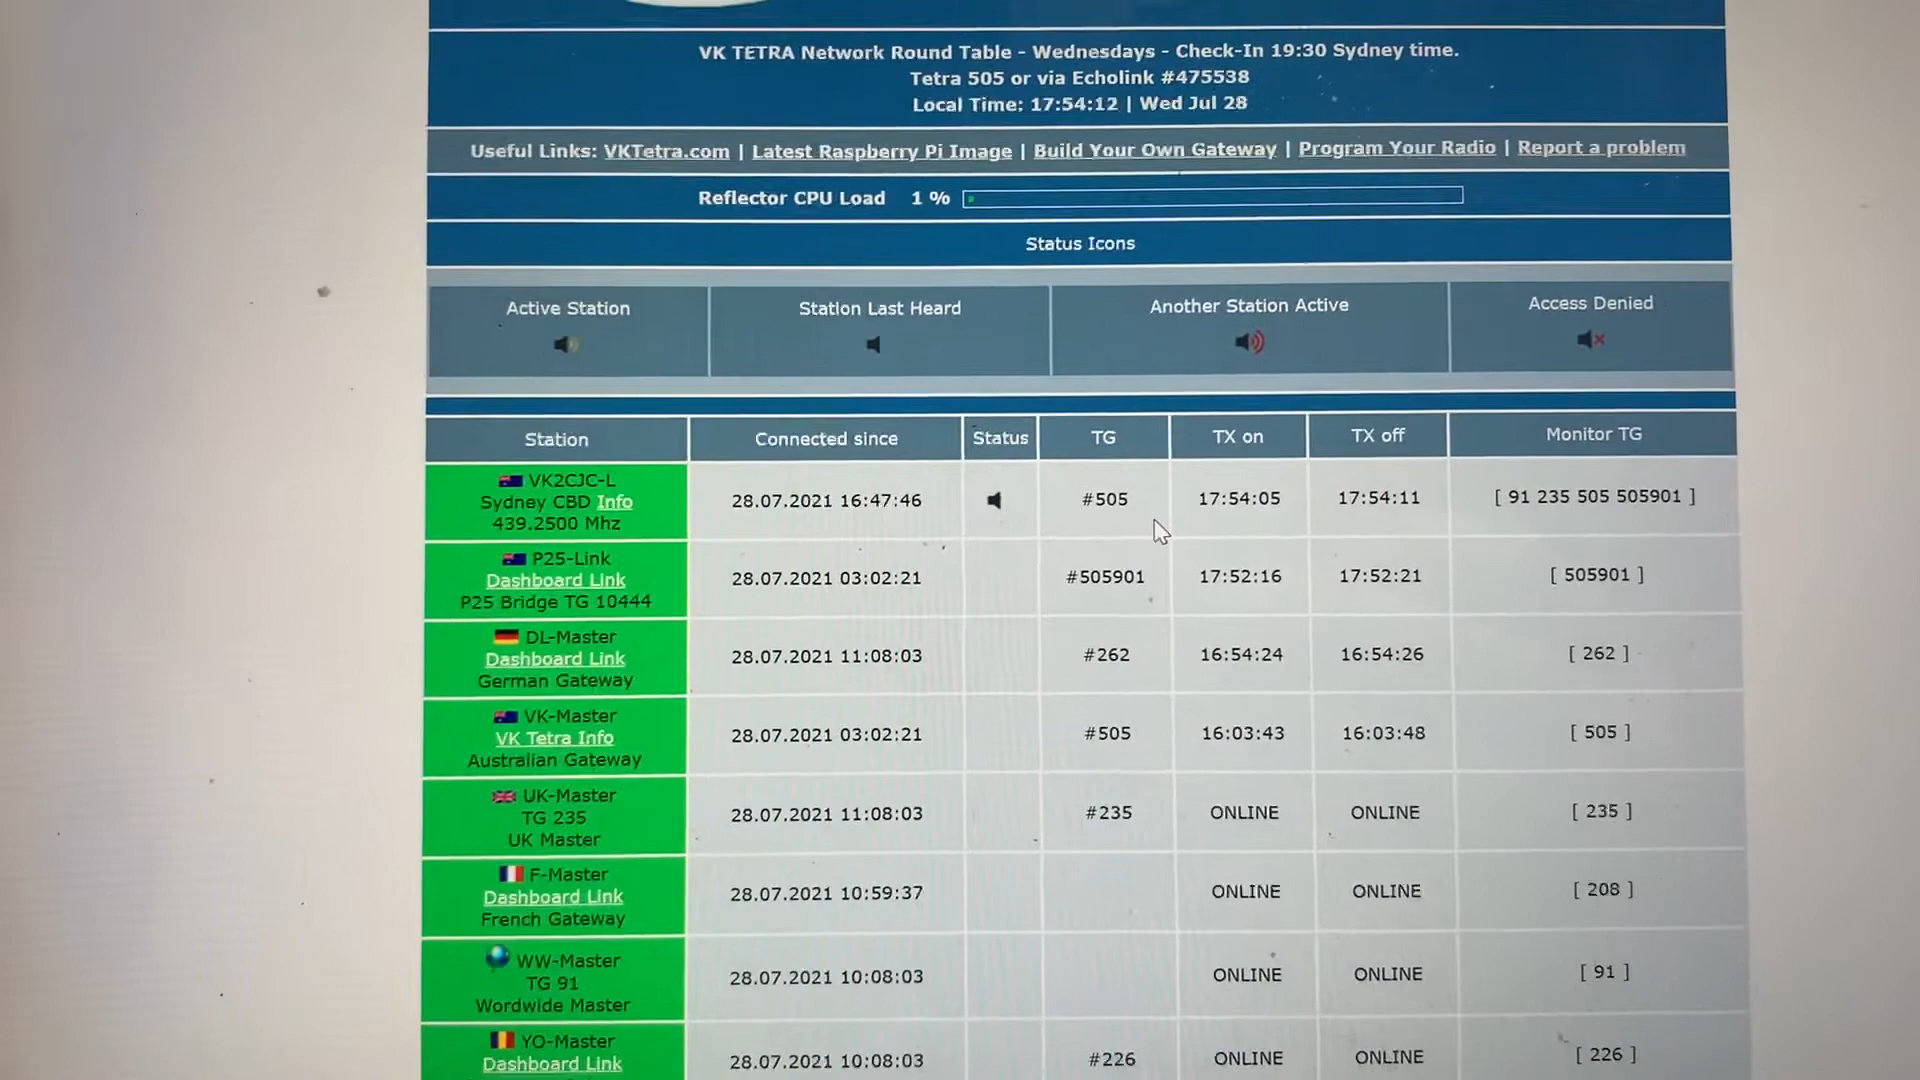 VK TETRA Network Round Table - Wednesdays - Check-In 19:30 Sydney time.
Tetra 505 or via Echolink #475538
Local Time: 17:54:12 | Wed Jul 28
Useful Links: VKTetra.com | Latest Raspberry Pi Image | Build Your Own Gateway | Program Your Radio | Report a problem
Reflector CPU Load 1 %
Status Icons
Active Station Station Last Heard Another Station Active Access Denied
Station Connected since Status TG TX on TX off Monitor TG
VK2CJC-L
Sydney CBD Info
439.2500 Mhz
28.07.2021 16:47:46 #505 17:54:05 17:54:11 [ 91 235 505 505901 ]
P25-Link
Dashboard Link
P25 Bridge TG 10444
28.07.2021 03:02:21 #505901 17:52:16 17:52:21 [ 505901 ]
DL-Master
Dashboard Link
German Gateway
28.07.2021 11:08:03 #262 16:54:24 16:54:26 [ 262 ]
VK-Master
VK Tetra Info
Australian Gateway
28.07.2021 03:02:21 #505 16:03:43 16:03:48 [ 505 ]
UK-Master
TG 235
UK Master
28.07.2021 11:08:03 #235 ONLINE ONLINE [ 235 ]
F-Master
Dashboard Link
French Gateway
28.07.2021 10:59:37 ONLINE ONLINE [ 208 ]
WW-Master
TG 91
Wordwide Master
28.07.2021 10:08:03 ONLINE ONLINE [ 91 ]
YO-Master
Dashboard Link
28.07.2021 10:08:03 #226 ONLINE ONLINE [ 226 ]